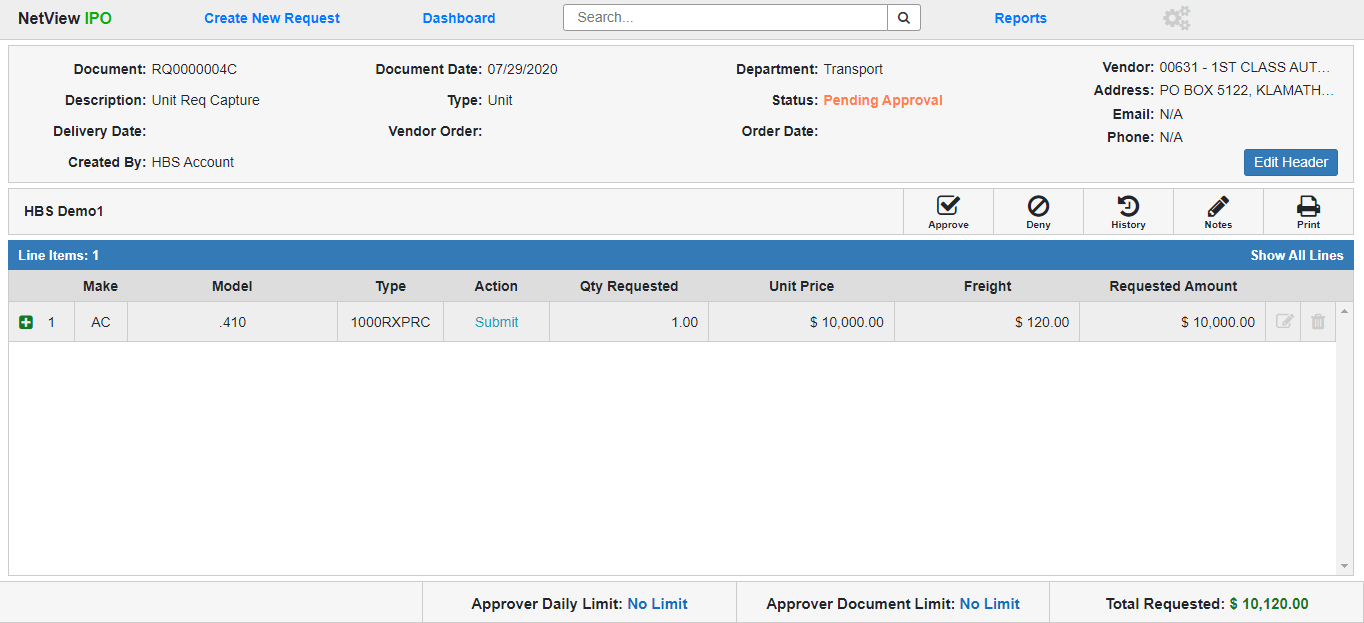 NetView IPO Create New Request Dashboard Search... Reports
Document: RQ0000004C Document Date: 07/29/2020 Department: Transport Vendor: 00631 - 1ST CLASS AUT...
Description: Unit Req Capture Type: Unit Status: Pending Approval Address: PO BOX 5122, KLAMATH...
Email: N/A
Delivery Date: Vendor Order: Order Date: Phone: N/A
Created By: HBS Account Edit Header
HBS Demo1 Approve Deny History Notes Print
Line Items: 1 Show All Lines
Make Model Type Action Qty Requested Unit Price Freight Requested Amount
1 AC .410 1000RXPRC Submit 1.00 $ 10,000.00 $ 120.00 $ 10,000.00
Approver Daily Limit: No Limit Approver Document Limit: No Limit Total Requested: $ 10,120.00